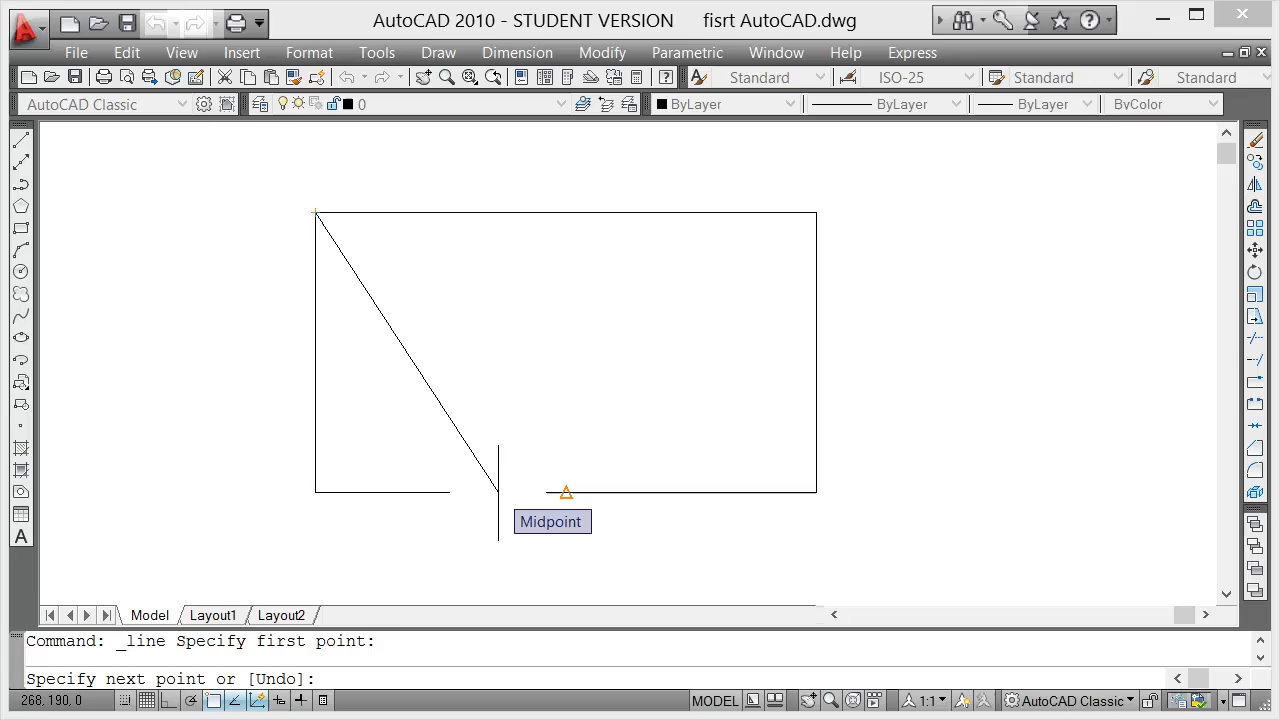 AutoCAD 2010 - STUDENT VERSION fisrt AutoCAD.dwg
File Edit View Insert Format Tools Draw Dimension Modify Parametric Window Help Express
Standard ISO-25 Standard Standard
AutoCAD Classic 0 ByLayer ByLayer ByLayer ByColor
Midpoint
Model Layout1 Layout2
Command: _line Specify first point:
Specify next point or [Undo]:
268, 190, 0 MODEL 1:1 AutoCAD Classic